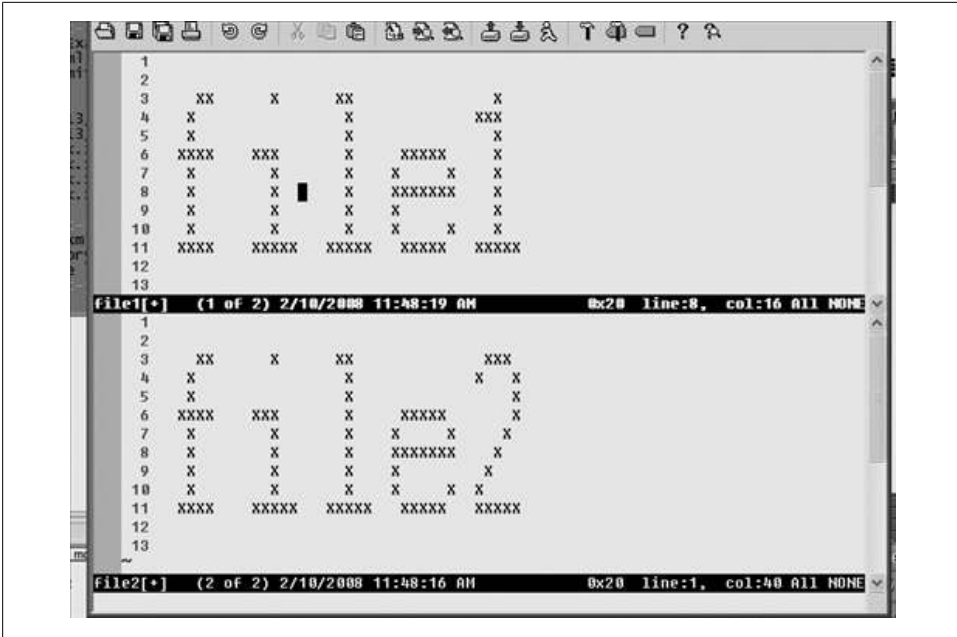 1
2
3 XX X XX X
4 X X XXX
5 X X X
6 XXXX XXX X XXXXX X
7 X X X X X X
8 X X X XXXXXXX X
9 X X X X X
10 X X X X X X
11 XXXX XXXXX XXXXX XXXXX XXXXX
12
13
file1[+] (1 of 2) 2/10/2008 11:48:19 AM 0x20 line:8, col:16 All NONE
1
2
3 XX X XX XXX
4 X X X X
5 X X X
6 XXXX XXX X XXXXX X
7 X X X X X X
8 X X X XXXXXXX X
9 X X X X X
10 X X X X X X
11 XXXX XXXXX XXXXX XXXXX XXXXX
12
13
~
file2[+] (2 of 2) 2/10/2008 11:48:16 AM 0x20 line:1, col:40 All NONE